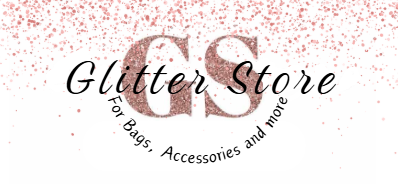 GS
Glitter Store
For Bags, Accessories and more